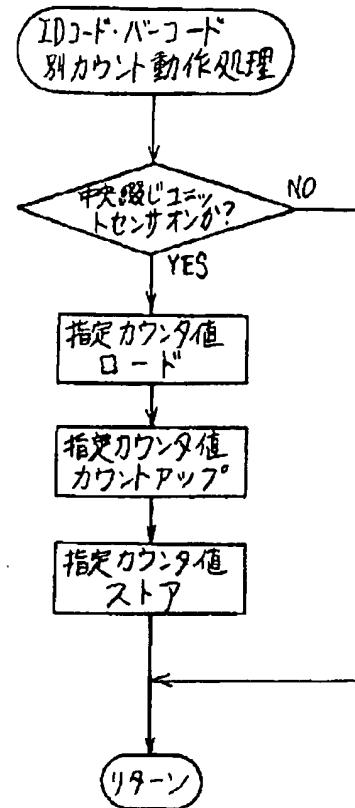 IDコード・バーコード
別カウント動作処理
中央綴じユニッ
トセンサオンか?
NO
YES
指定カウンタ値
ロード
指定カウンタ値
カウントアップ
指定カウンタ値
ストア
リターン